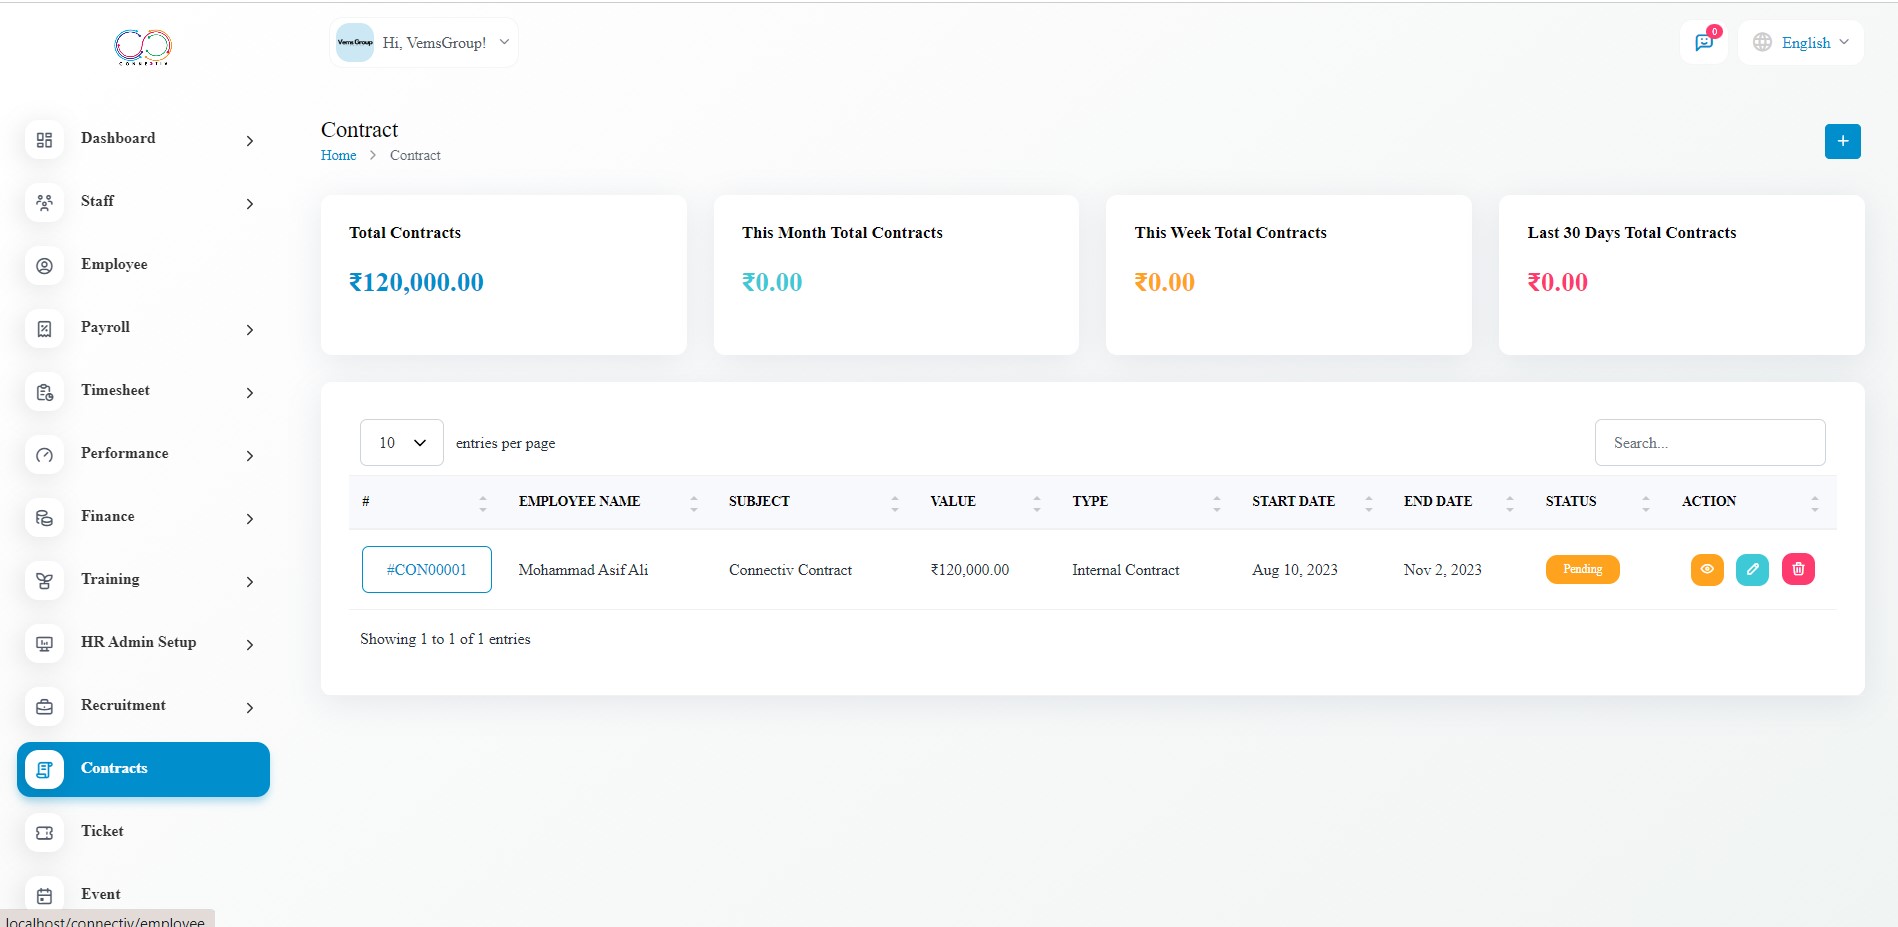 CONNECTIV
Vems Group
Hi, VemsGroup!
0
English
Dashboard
Staff
Employee
Payroll
Timesheet
Performance
Finance
Training
HR Admin Setup
Recruitment
Contracts
Ticket
Event
localhost/connectiv/employee
Contract
Home > Contract
+
Total Contracts
₹120,000.00
This Month Total Contracts
₹0.00
This Week Total Contracts
₹0.00
Last 30 Days Total Contracts
₹0.00
10 entries per page
Search...
# EMPLOYEE NAME SUBJECT VALUE TYPE START DATE END DATE STATUS ACTION
#CON00001 Mohammad Asif Ali Connectiv Contract ₹120,000.00 Internal Contract Aug 10, 2023 Nov 2, 2023 Pending
Showing 1 to 1 of 1 entries